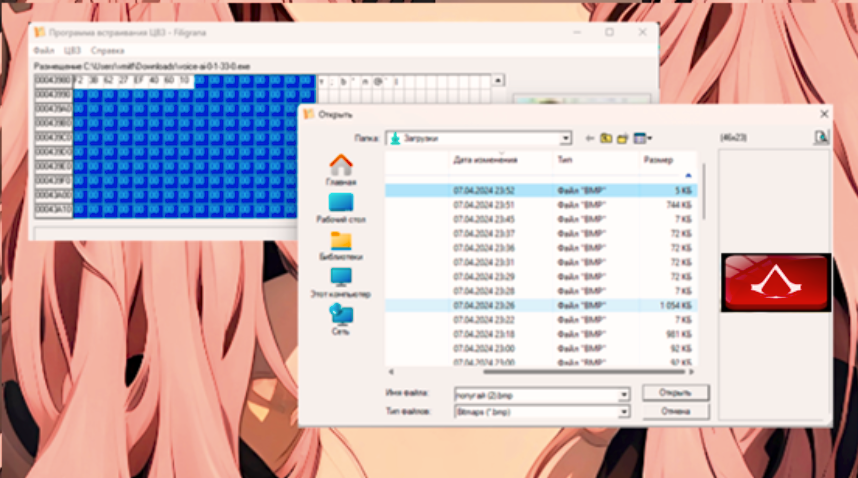 Программа встраивания ЦВЗ - Filigrana
Файл ЦВЗ Справка
Размещение C:\Users\vmilf\Downloads\voice-ai-0-1-33-0.exe
00043980 F2 3B 62 27 EF 40 60 10 00 00 00 00 00 00 00 00 т ; b ' п @ `
00043990 00 00 00 00 00 00 00 00 00 00 00 00 00 00 00 00
000439A0 00 00 00 00 00 00 00 00 00 00 00 00 00 00 00 00
000439B0 00 00 00 00 00 00 00 00 00 00 00 00 00 00 00
000439C0 00 00 00 00 00 00 00 00 00 00 00 00 00 00 00
000439D0 00 00 00 00 00 00 00 00 00 00 00 00 00 00 00
000439E0 00 00 00 00 00 00 00 00 00 00 00 00 00 00 00
000439F0 00 00 00 00 00 00 00 00 00 00 00 00 00 00 00
00043A00 00 00 00 00 00 00 00 00 00 00 00 00 00 00 00
00043A10 00 00 00 00 00 00 00 00 00 00 00 00 00 00 00
Открыть
Папка: Загрузки (46x23)
Дата изменения Тип Размер
07.04.2024 23:52 Файл "BMP" 5 КБ
07.04.2024 23:51 Файл "BMP" 744 КБ
07.04.2024 23:45 Файл "BMP" 7 КБ
07.04.2024 23:37 Файл "BMP" 72 КБ
07.04.2024 23:36 Файл "BMP" 72 КБ
07.04.2024 23:31 Файл "BMP" 72 КБ
07.04.2024 23:29 Файл "BMP" 72 КБ
07.04.2024 23:28 Файл "BMP" 7 КБ
07.04.2024 23:26 Файл "BMP" 1 054 КБ
07.04.2024 23:22 Файл "BMP" 7 КБ
07.04.2024 23:18 Файл "BMP" 981 КБ
07.04.2024 23:00 Файл "BMP" 92 КБ
07.04.2024 23:00 Файл "BMP" 92 КБ
Главная
Рабочий стол
Библиотеки
Этот компьютер
Сеть
Имя файла: попугай (2).bmp Открыть
Тип файлов: Bitmaps (*.bmp) Отмена